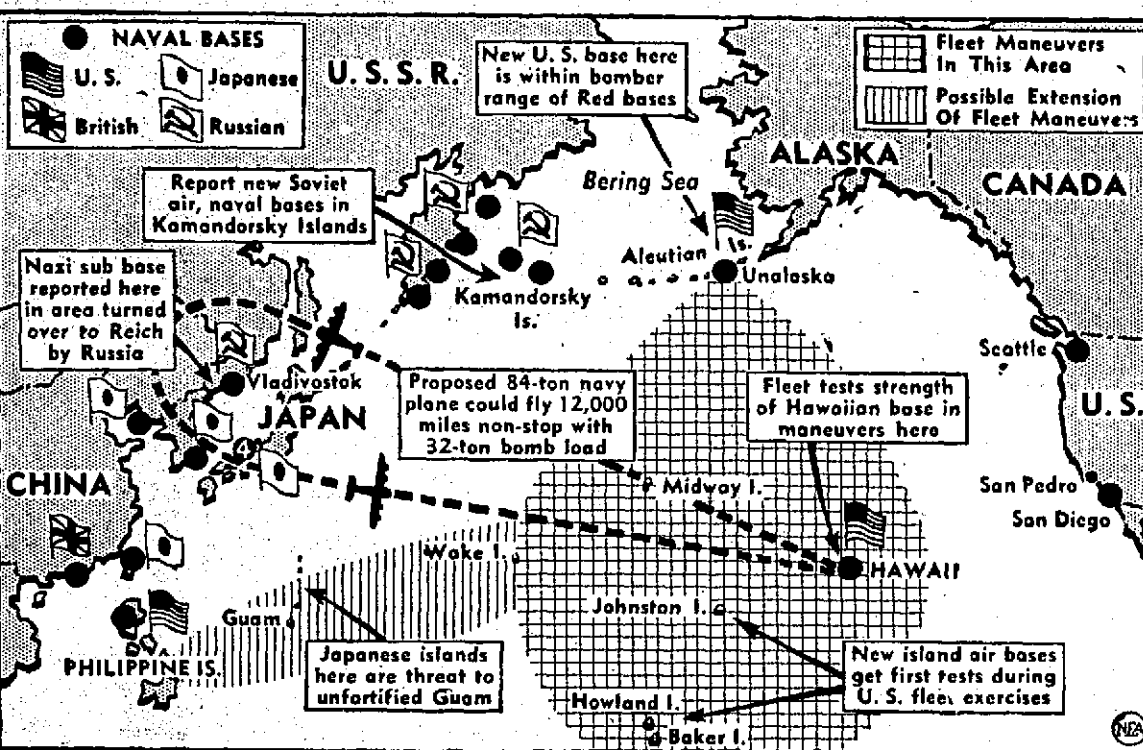 NAVAL BASES
U. S.
Japanese
British
Russian
U. S. S. R.
New U. S. base here
is within bomber
range of Red bases
Fleet Maneuvers
In This Area
Possible Extension
Of Fleet Maneuvers
ALASKA
CANADA
Bering Sea
Report new Soviet
air, naval bases in
Kamandorsky Islands
Aleutian Is.
Unalaska
Kamandorsky
Is.
Nazi sub base
reported here
in area turned
over to Reich
by Russia
Vladivostok
JAPAN
Proposed 84-ton navy
plane could fly 12,000
miles non-stop with
32-ton bomb load
Fleet tests strength
of Hawaiian base in
maneuvers here
Seattle
U. S.
San Pedro
San Diego
CHINA
4
Midway I.
Wake I.
HAWAII
Guam
Johnston I.
PHILIPPINE IS.
Japanese islands
here are threat to
unfortified Guam
New island air bases
get first tests during
U. S. fleet exercises
Howland I.
Baker I.
NEA